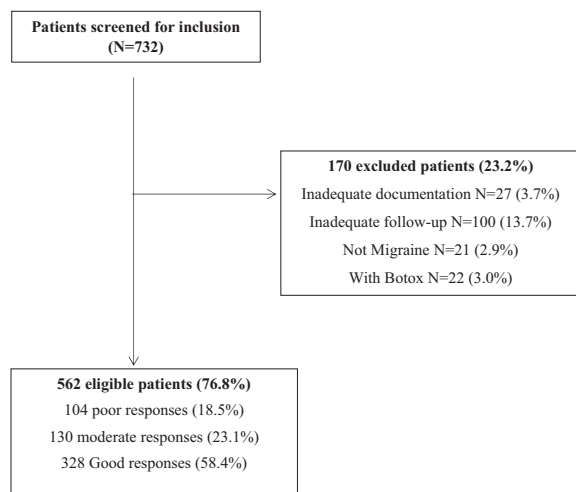 Patients screened for inclusion
(N=732)
170 excluded patients (23.2%)
Inadequate documentation N=27 (3.7%)
Inadequate follow-up N=100 (13.7%)
Not Migraine N=21 (2.9%)
With Botox N=22 (3.0%)
562 eligible patients (76.8%)
104 poor responses (18.5%)
130 moderate responses (23.1%)
328 Good responses (58.4%)